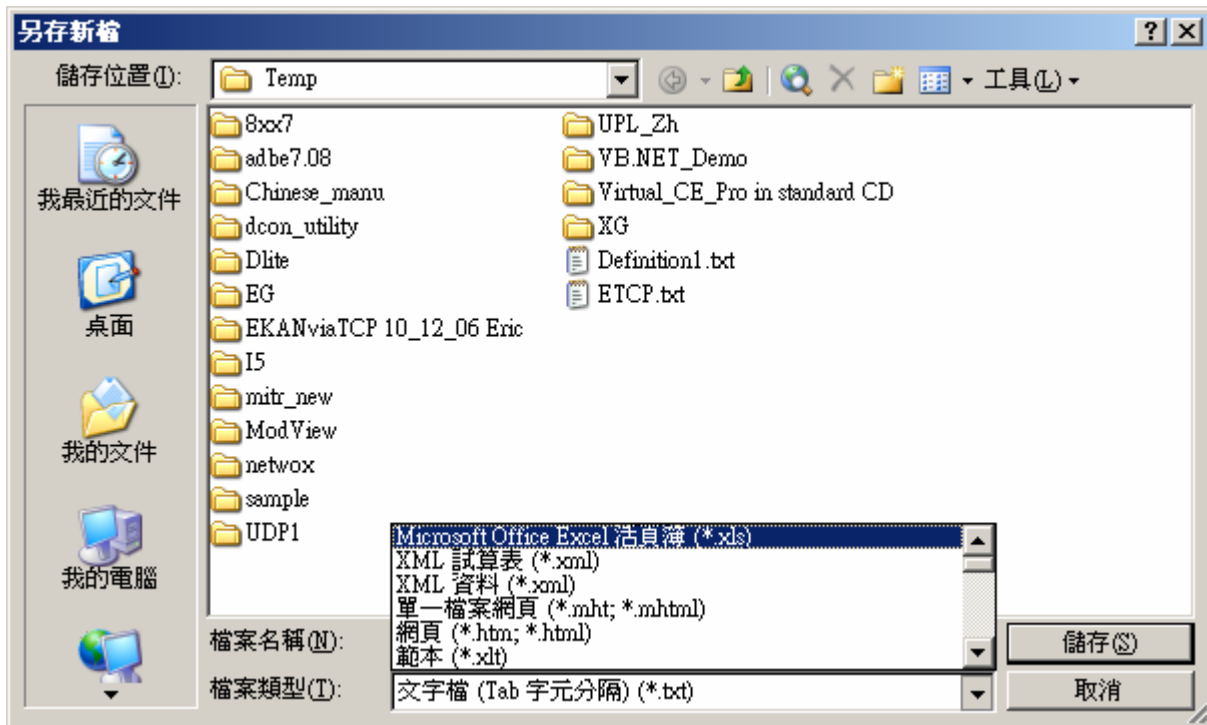 另存新檔
儲存位置(I):
Temp
工具(L)
我最近的文件
桌面
我的文件
我的電腦
8xx7
adbe7.08
Chinese_manu
dcon_utility
Dlite
EG
EKANviaTCP 10_12_06 Eric
I5
mitr_new
ModView
netwox
sample
UDP1
UPL_Zh
VB.NET_Demo
Virtual_CE_Pro in standard CD
XG
Definition1.txt
ETCP.txt
Microsoft Office Excel 活頁簿 (*.xls)
XML 試算表 (*.xml)
XML 資料 (*.xml)
單一檔案網頁 (*.mht; *.mhtml)
網頁 (*.htm; *.html)
範本 (*.xlt)
檔案名稱(N):
儲存(S)
檔案類型(T):
文字檔 (Tab 字元分隔) (*.txt)
取消